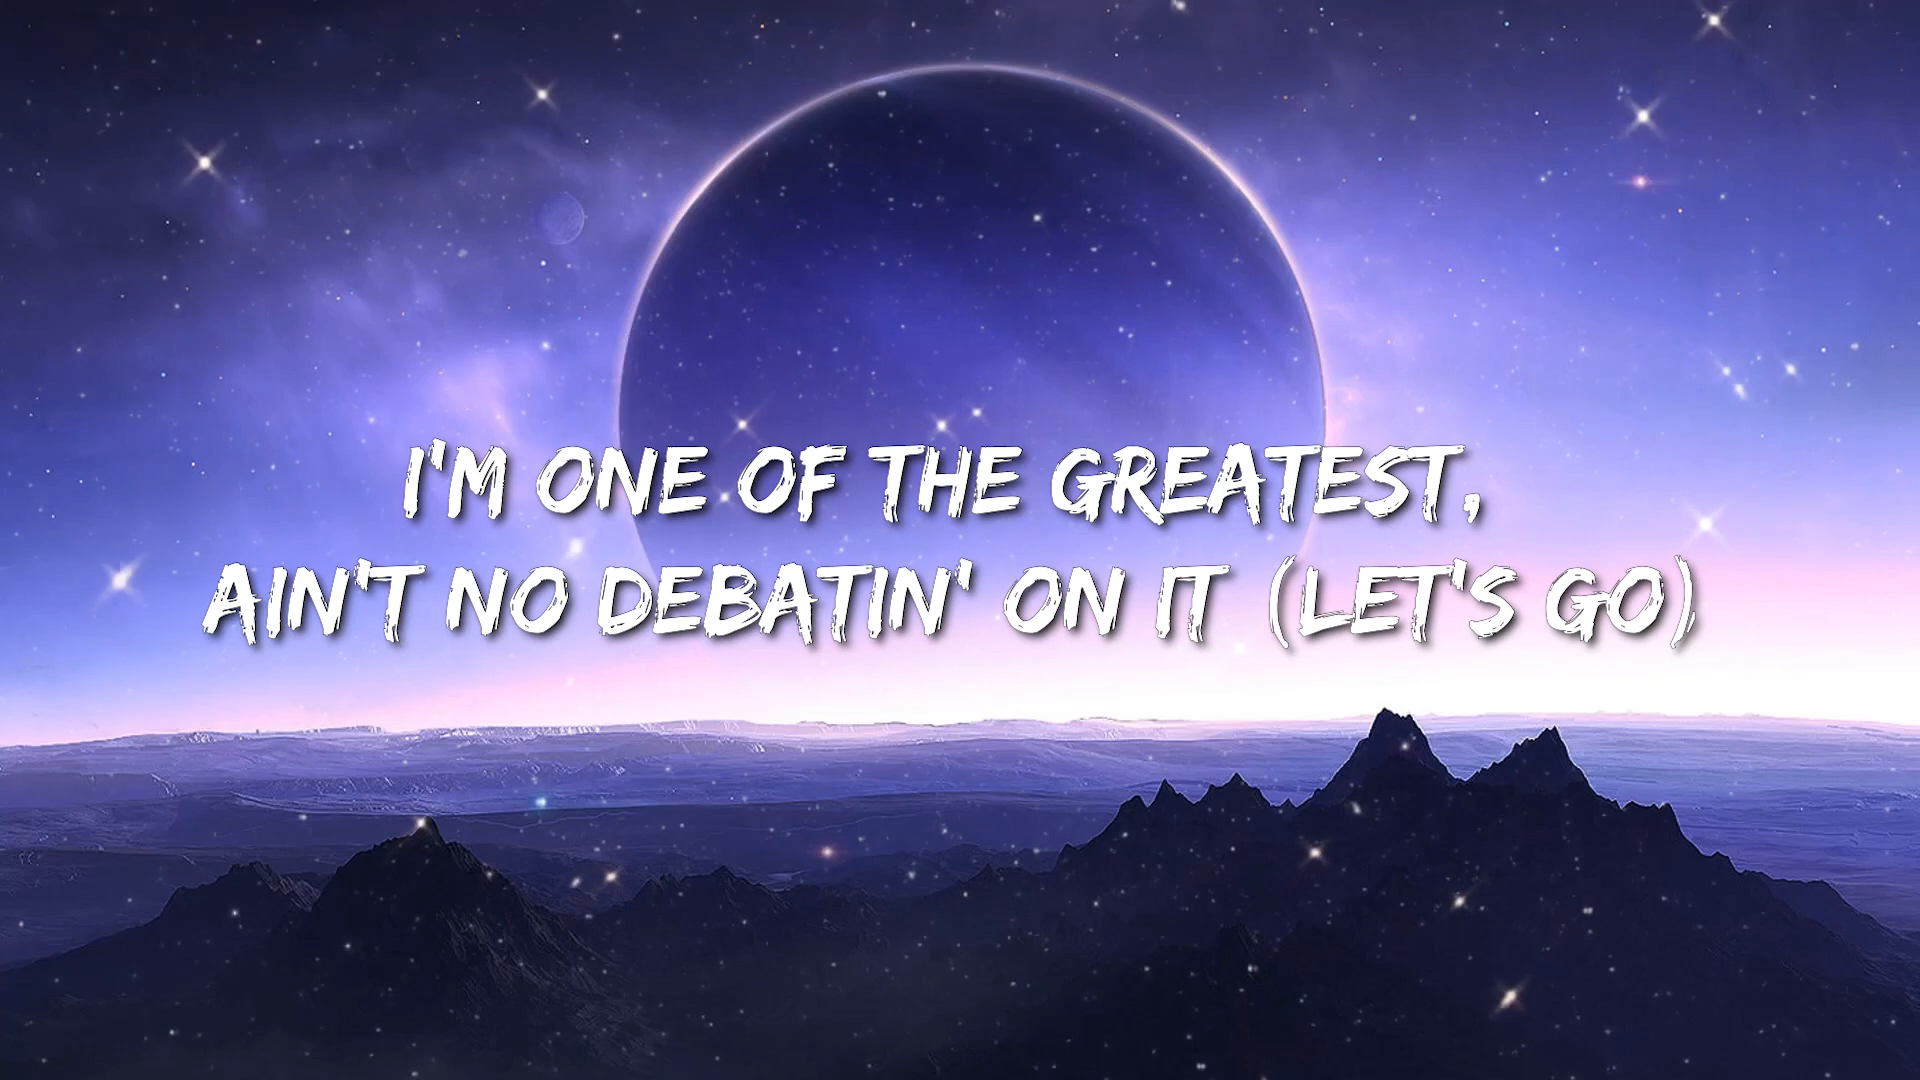 I'M ONE OF THE GREATEST,
AIN'T NO DEBATIN' ON IT (LET'S GO)